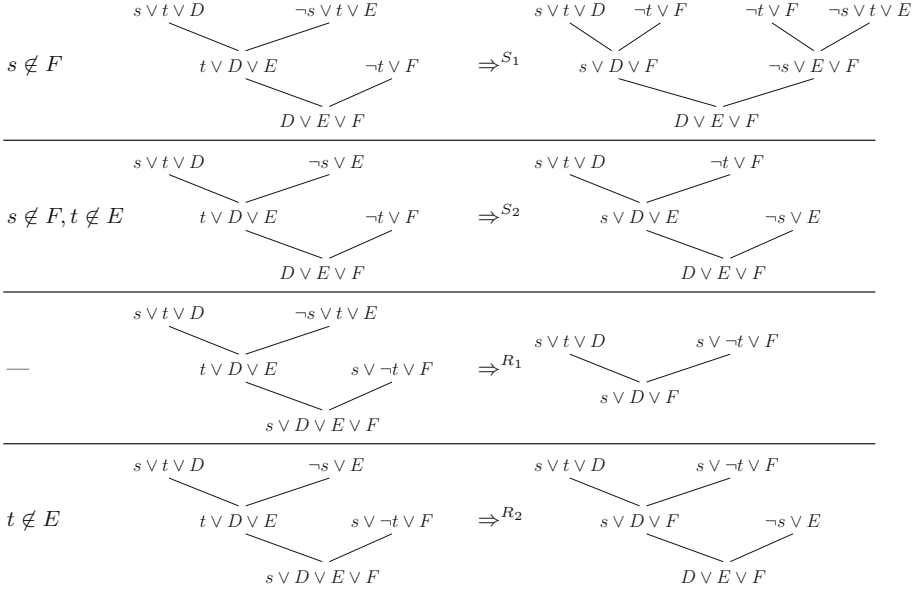 s ∨ t ∨ D ¬s ∨ t ∨ E s ∨ t ∨ D ¬t ∨ F ¬t ∨ F ¬s ∨ t ∨ E
s ∉ F t ∨ D ∨ E ¬t ∨ F ⇒^{S_1} s ∨ D ∨ F ¬s ∨ E ∨ F
D ∨ E ∨ F D ∨ E ∨ F
s ∨ t ∨ D ¬s ∨ E s ∨ t ∨ D ¬t ∨ F
s ∉ F, t ∉ E t ∨ D ∨ E ¬t ∨ F ⇒^{S_2} s ∨ D ∨ E ¬s ∨ E
D ∨ E ∨ F D ∨ E ∨ F
s ∨ t ∨ D ¬s ∨ t ∨ E
s ∨ t ∨ D s ∨ ¬t ∨ F
— t ∨ D ∨ E s ∨ ¬t ∨ F ⇒^{R_1}
s ∨ D ∨ F
s ∨ D ∨ E ∨ F
s ∨ t ∨ D ¬s ∨ E s ∨ t ∨ D s ∨ ¬t ∨ F
t ∉ E t ∨ D ∨ E s ∨ ¬t ∨ F ⇒^{R_2} s ∨ D ∨ F ¬s ∨ E
s ∨ D ∨ E ∨ F D ∨ E ∨ F